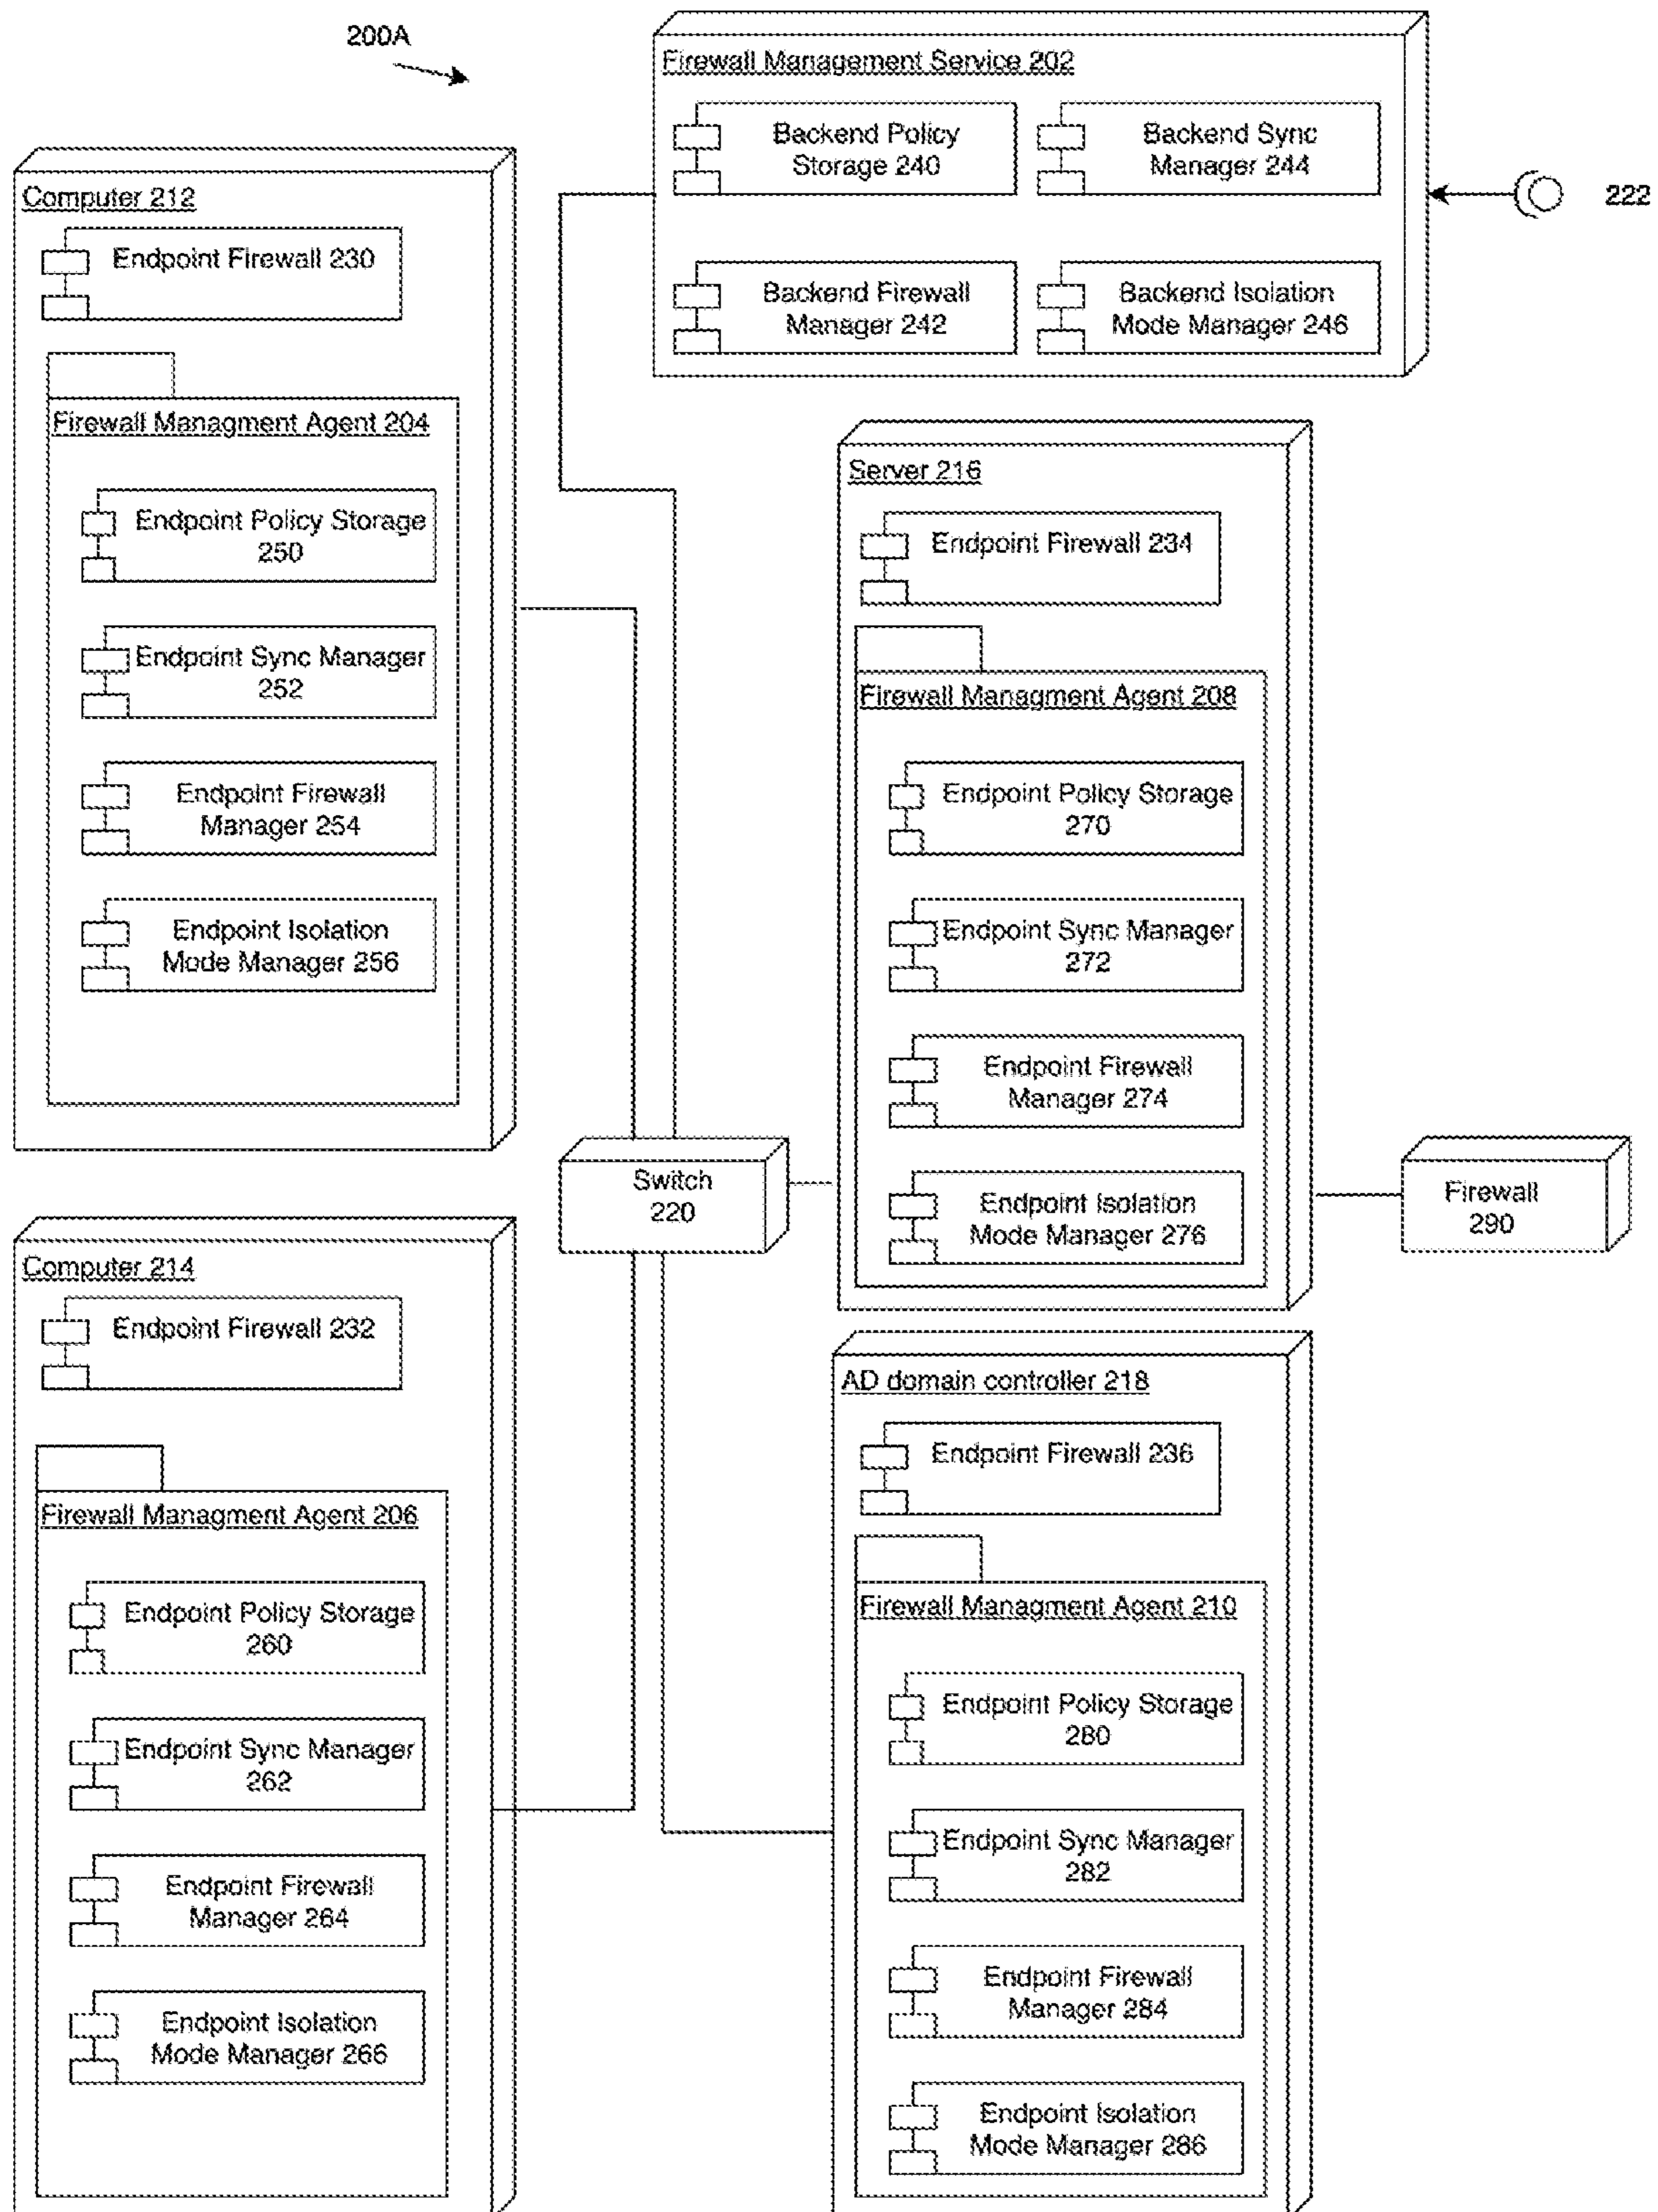 200A
Firewall Management Service 202
Backend Policy
Storage 240
Backend Sync
Manager 244
222
Backend Firewall
Manager 242
Backend Isolation
Mode Manager 246
Computer 212
Endpoint Firewall 230
Firewall Managment Agent 204
Endpoint Policy Storage
250
Endpoint Sync Manager
252
Endpoint Firewall
Manager 254
Endpoint Isolation
Mode Manager 256
Server 216
Endpoint Firewall 234
Firewall Managment Agent 208
Endpoint Policy Storage
270
Endpoint Sync Manager
272
Endpoint Firewall
Manager 274
Endpoint Isolation
Mode Manager 276
Switch
220
Firewall
290
Computer 214
Endpoint Firewall 232
Firewall Managment Agent 206
Endpoint Policy Storage
260
Endpoint Sync Manager
262
Endpoint Firewall
Manager 264
Endpoint Isolation
Mode Manager 266
AD domain controller 218
Endpoint Firewall 236
Firewall Managment Agent 210
Endpoint Policy Storage
280
Endpoint Sync Manager
282
Endpoint Firewall
Manager 284
Endpoint Isolation
Mode Manager 286